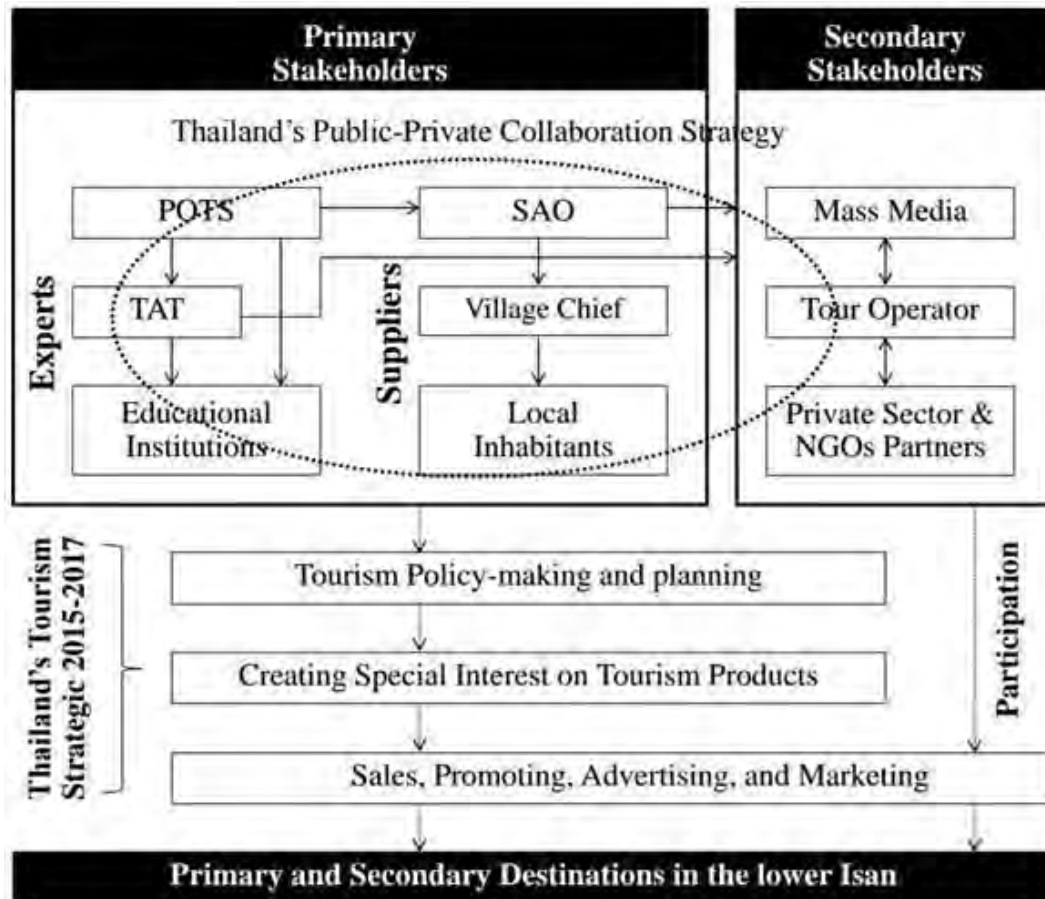 Primary
Stakeholders
Secondary
Stakeholders
Thailand's Public-Private Collaboration Strategy
Experts
POTS
TAT
Educational
Institutions
Suppliers
SAO
Village Chief
Local
Inhabitants
Mass Media
Tour Operator
Private Sector &
NGOs Partners
Thailand's Tourism
Strategic 2015-2017
Tourism Policy-making and planning
Creating Special Interest on Tourism Products
Sales, Promoting, Advertising, and Marketing
Participation
Primary and Secondary Destinations in the lower Isan